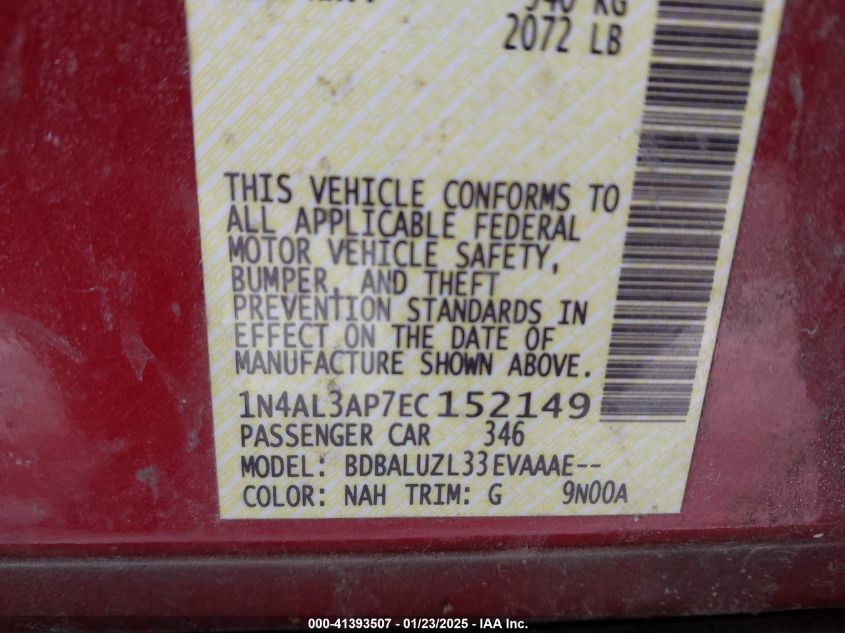 2072 LB
THIS VEHICLE CONFORMS TO
ALL APPLICABLE FEDERAL
MOTOR VEHICLE SAFETY,
BUMPER, AND THEFT
PREVENTION STANDARDS IN
EFFECT ON THE DATE OF
MANUFACTURE SHOWN ABOVE.
1N4AL3AP7EC152149
PASSENGER CAR 346
MODEL: BDBALUZL33EVAAAE--
COLOR: NAH TRIM: G 9N00A
000-41393507 - 01/23/2025 - IAA Inc.